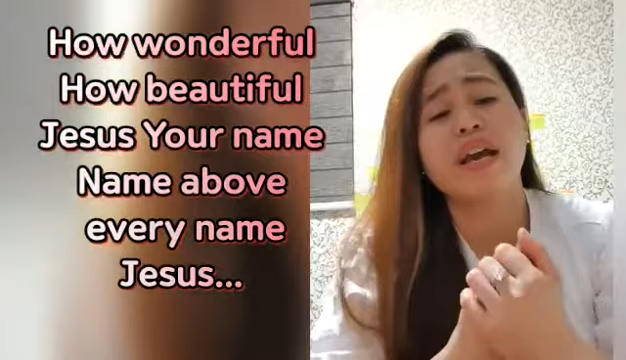 How wonderful
How beautiful
Jesus Your name
Name above
every name
Jesus...